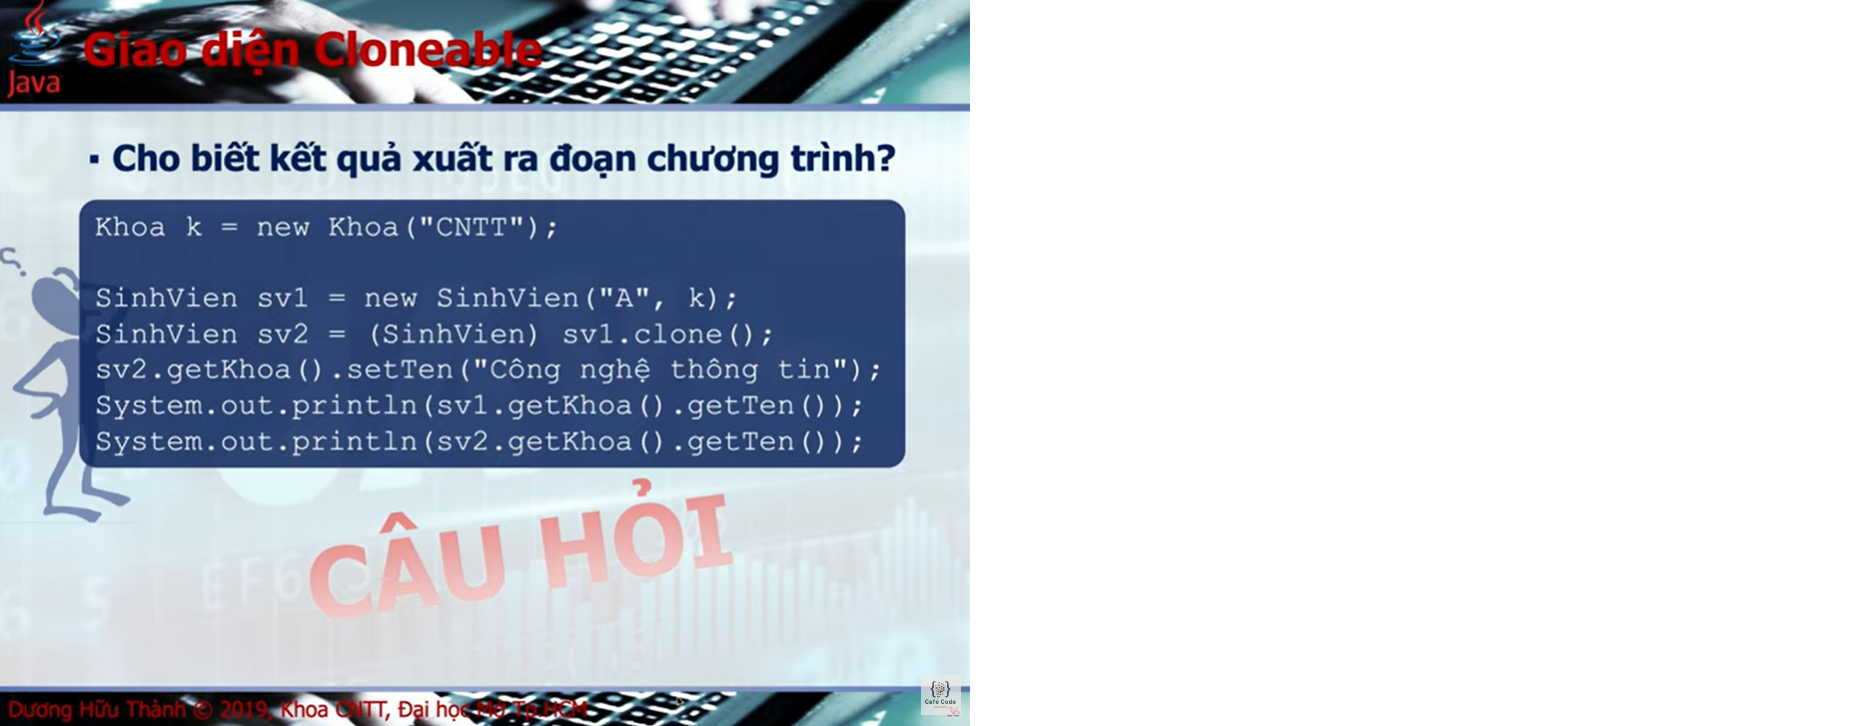 Giao diện Cloneable
Java
▪ Cho biết kết quả xuất ra đoạn chương trình?
Khoa k = new Khoa("CNTT");
SinhVien sv1 = new SinhVien("A", k);
SinhVien sv2 = (SinhVien) sv1.clone();
sv2.getKhoa().setTen("Công nghệ thông tin");
System.out.println(sv1.getKhoa().getTen());
System.out.println(sv2.getKhoa().getTen());
CÂU HỎI
Dương Hữu Thành © 2019, Khoa CNTT, Đại học Mở Tp.HCM
{ }
Café Code
36